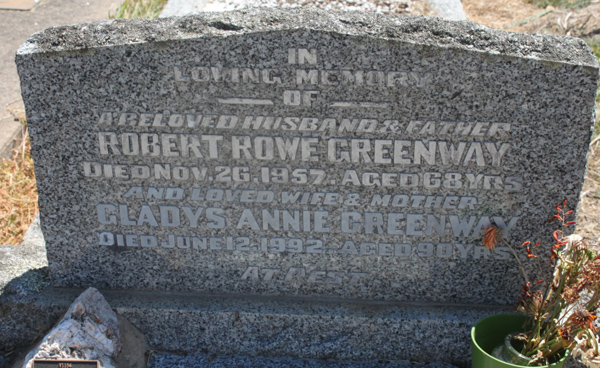 IN
LOVING MEMORY
OF
A BELOVED HUSBAND & FATHER
ROBERT ROWE GREENWAY
DIED NOV. 26, 1957. AGED 68 YRS
AND LOVED WIFE & MOTHER
GLADYS ANNIE GREENWAY
DIED JUNE 12, 1992. AGED 98 YRS
AT REST